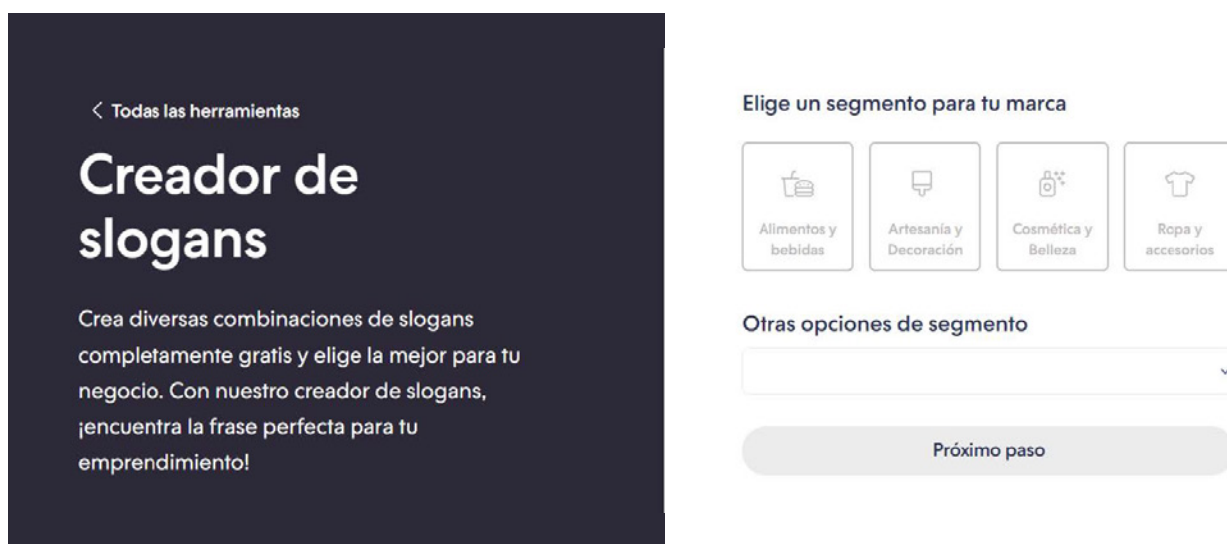 Todas las herramientas
Creador de
slogans
Crea diversas combinaciones de slogans
completamente gratis y elige la mejor para tu
negocio. Con nuestro creador de slogans,
¡encuentra la frase perfecta para tu
emprendimiento!
Elige un segmento para tu marca
Alimentos y
bebidas
Artesanía y
Decoración
Cosmética y
Belleza
Ropa y
accesorios
Otras opciones de segmento
Próximo paso